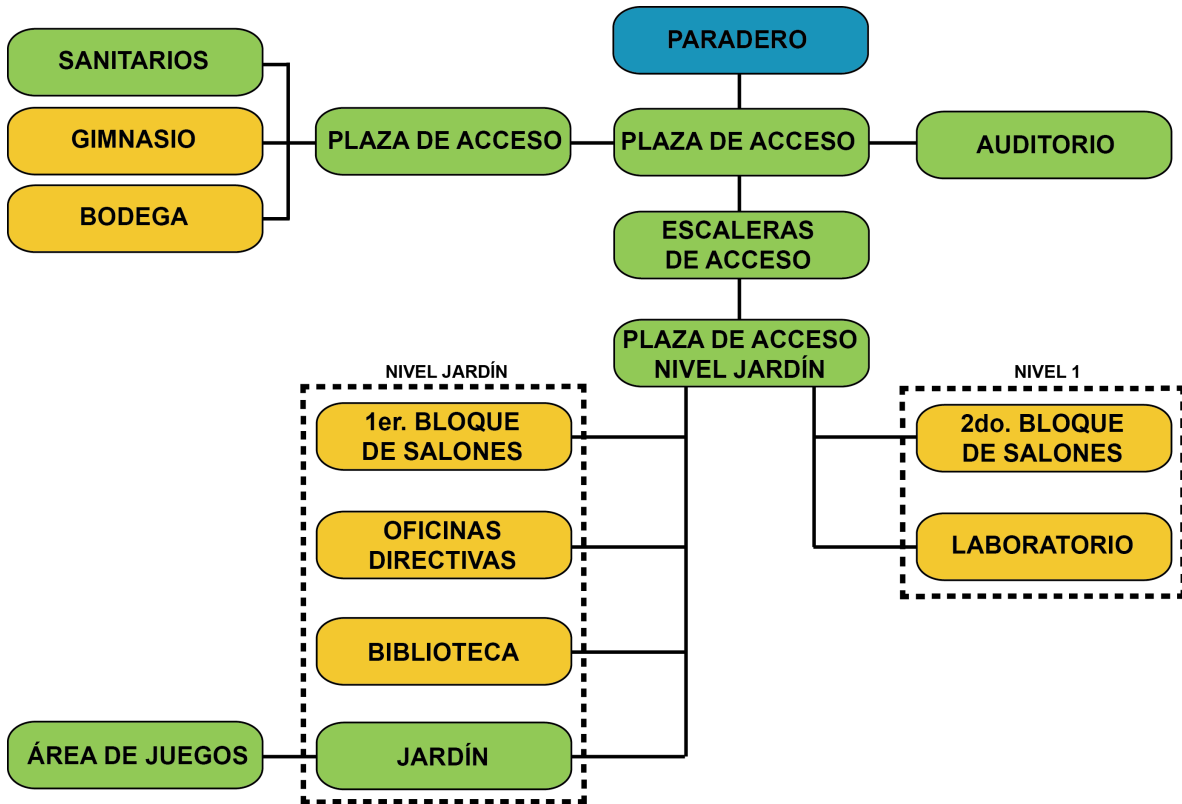 SANITARIOS
PARADERO
GIMNASIO
PLAZA DE ACCESO
PLAZA DE ACCESO
AUDITORIO
BODEGA
ESCALERAS
DE ACCESO
PLAZA DE ACCESO
NIVEL JARDÍN
NIVEL JARDÍN
1er. BLOQUE
DE SALONES
OFICINAS
DIRECTIVAS
BIBLIOTECA
JARDÍN
ÁREA DE JUEGOS
NIVEL 1
2do. BLOQUE
DE SALONES
LABORATORIO